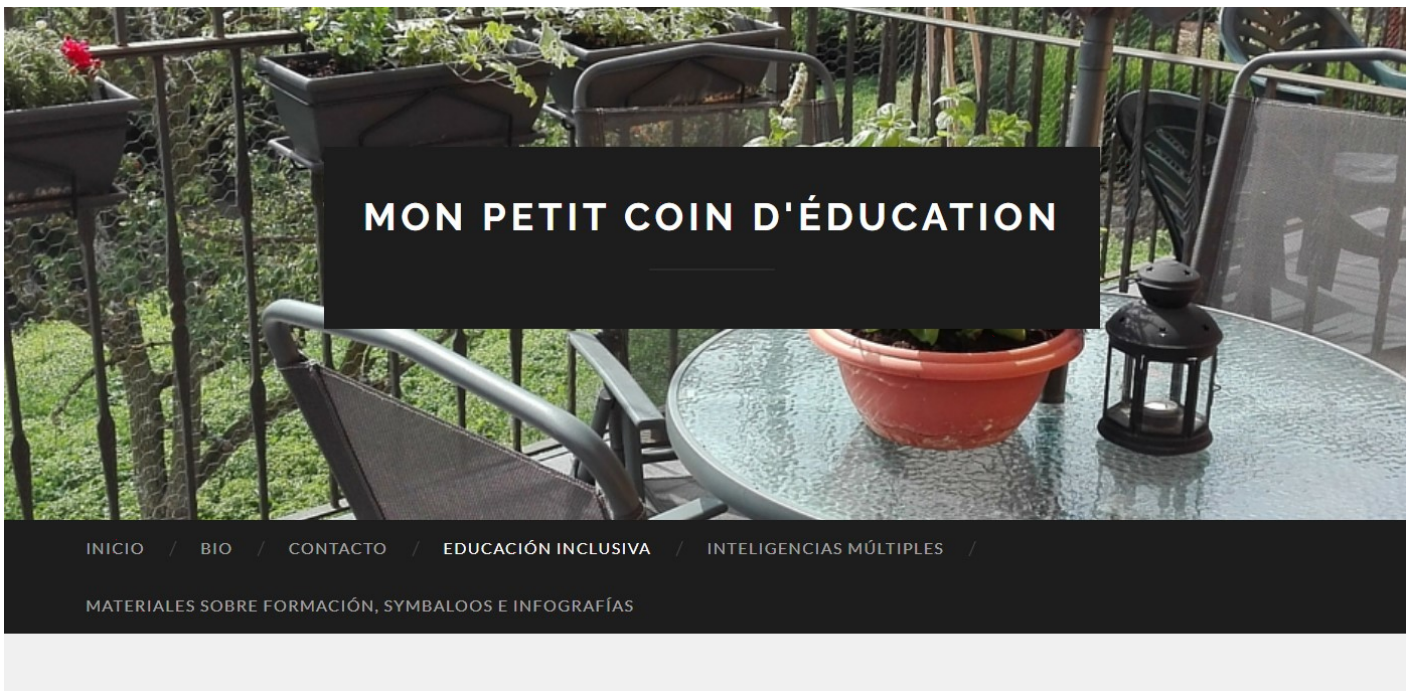 MON PETIT COIN D'ÉDUCATION
INICIO / BIO / CONTACTO / EDUCACIÓN INCLUSIVA / INTELIGENCIAS MÚLTIPLES /
MATERIALES SOBRE FORMACIÓN, SYMBALOOS E INFOGRAFÍAS